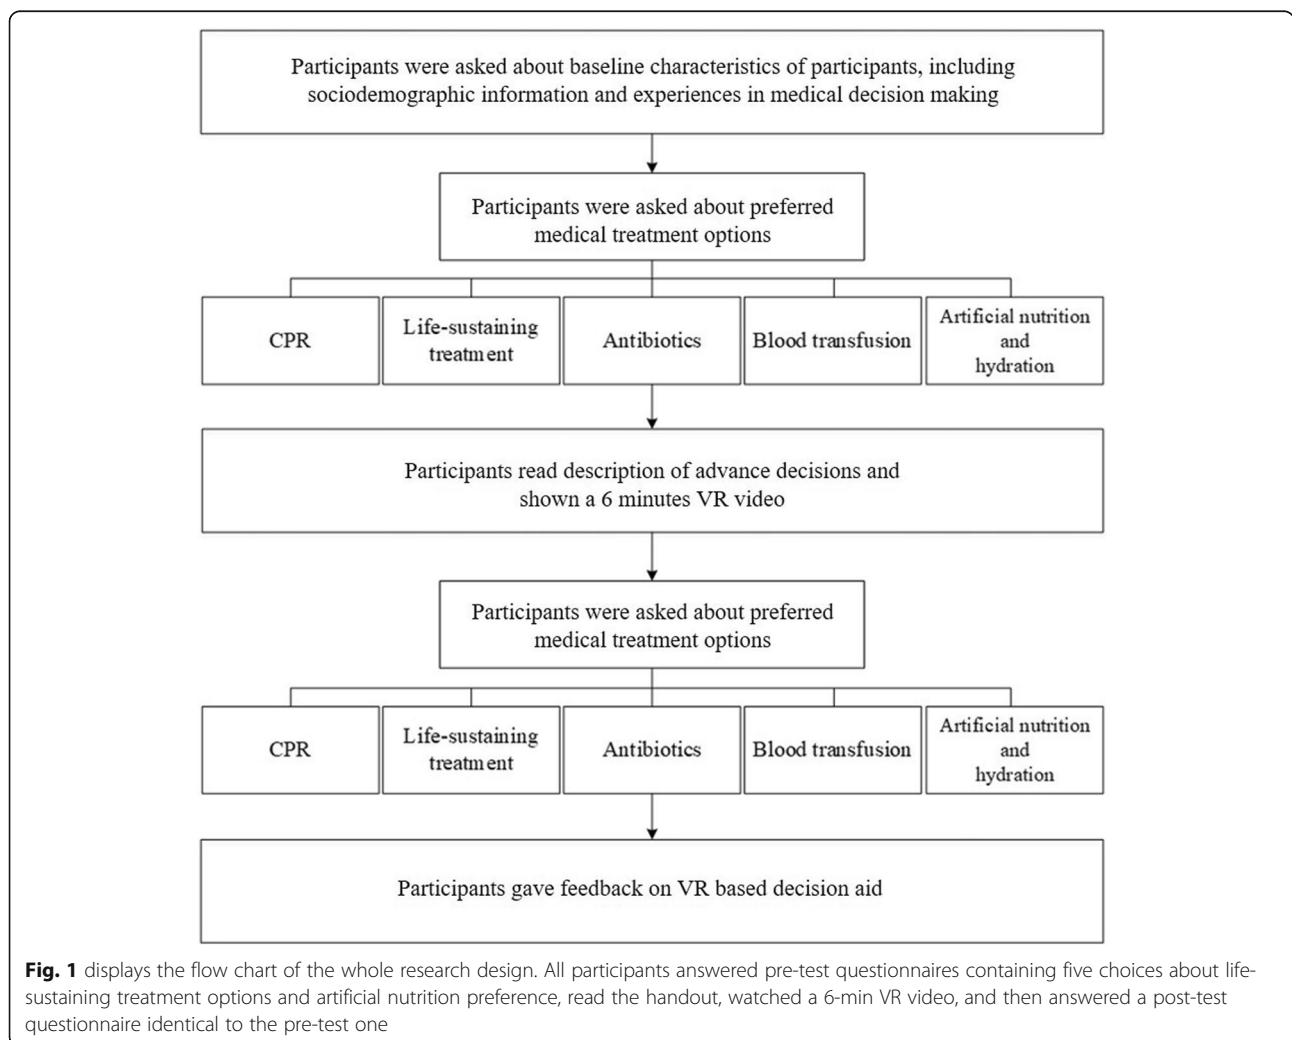 Participants were asked about baseline characteristics of participants, including
sociodemographic information and experiences in medical decision making
Participants were asked about preferred
medical treatment options
CPR
Life-sustaining
treatment
Antibiotics
Blood transfusion
Artificial nutrition
and
hydration
Participants read description of advance decisions and
shown a 6 minutes VR video
Participants were asked about preferred
medical treatment options
CPR
Life-sustaining
treatment
Antibiotics
Blood transfusion
Artificial nutrition
and
hydration
Participants gave feedback on VR based decision aid
Fig. 1 displays the flow chart of the whole research design. All participants answered pre-test questionnaires containing five choices about life-
sustaining treatment options and artificial nutrition preference, read the handout, watched a 6-min VR video, and then answered a post-test
questionnaire identical to the pre-test one